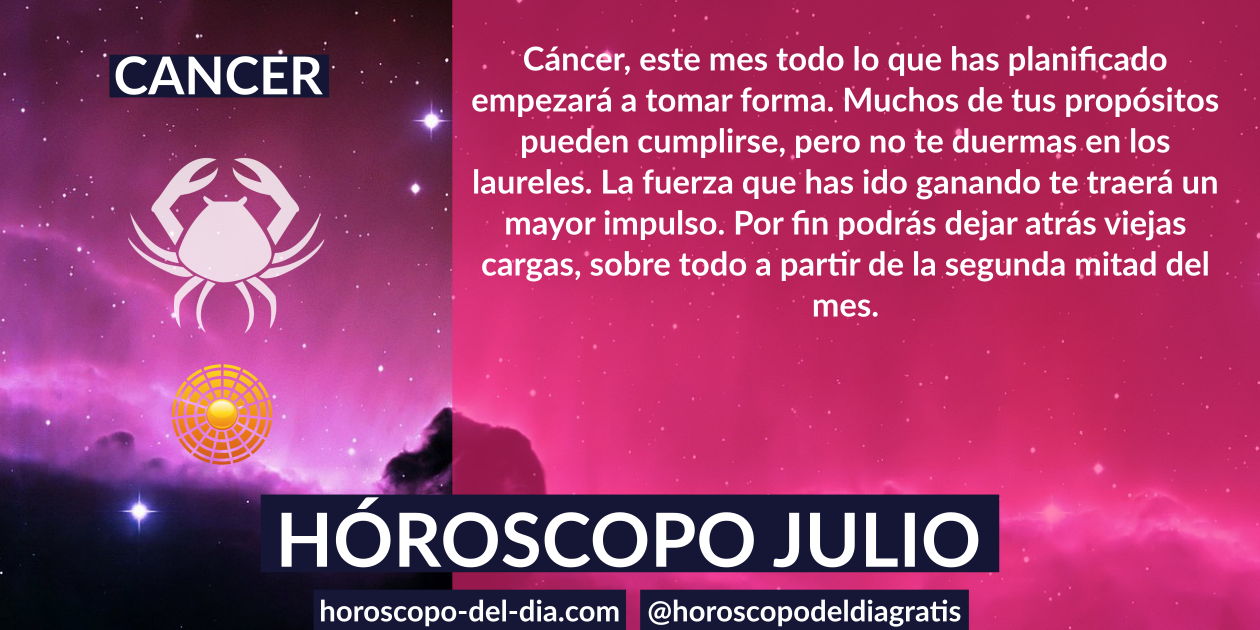 CANCER
Cáncer, este mes todo lo que has planificado
empezará a tomar forma. Muchos de tus propósitos
pueden cumplirse, pero no te duermas en los
laureles. La fuerza que has ido ganando te traerá un
mayor impulso. Por fin podrás dejar atrás viejas
cargas, sobre todo a partir de la segunda mitad del
mes.
HÓROSCOPO JULIO
horoscopo-del-dia.com
@horoscopodeldiagratis